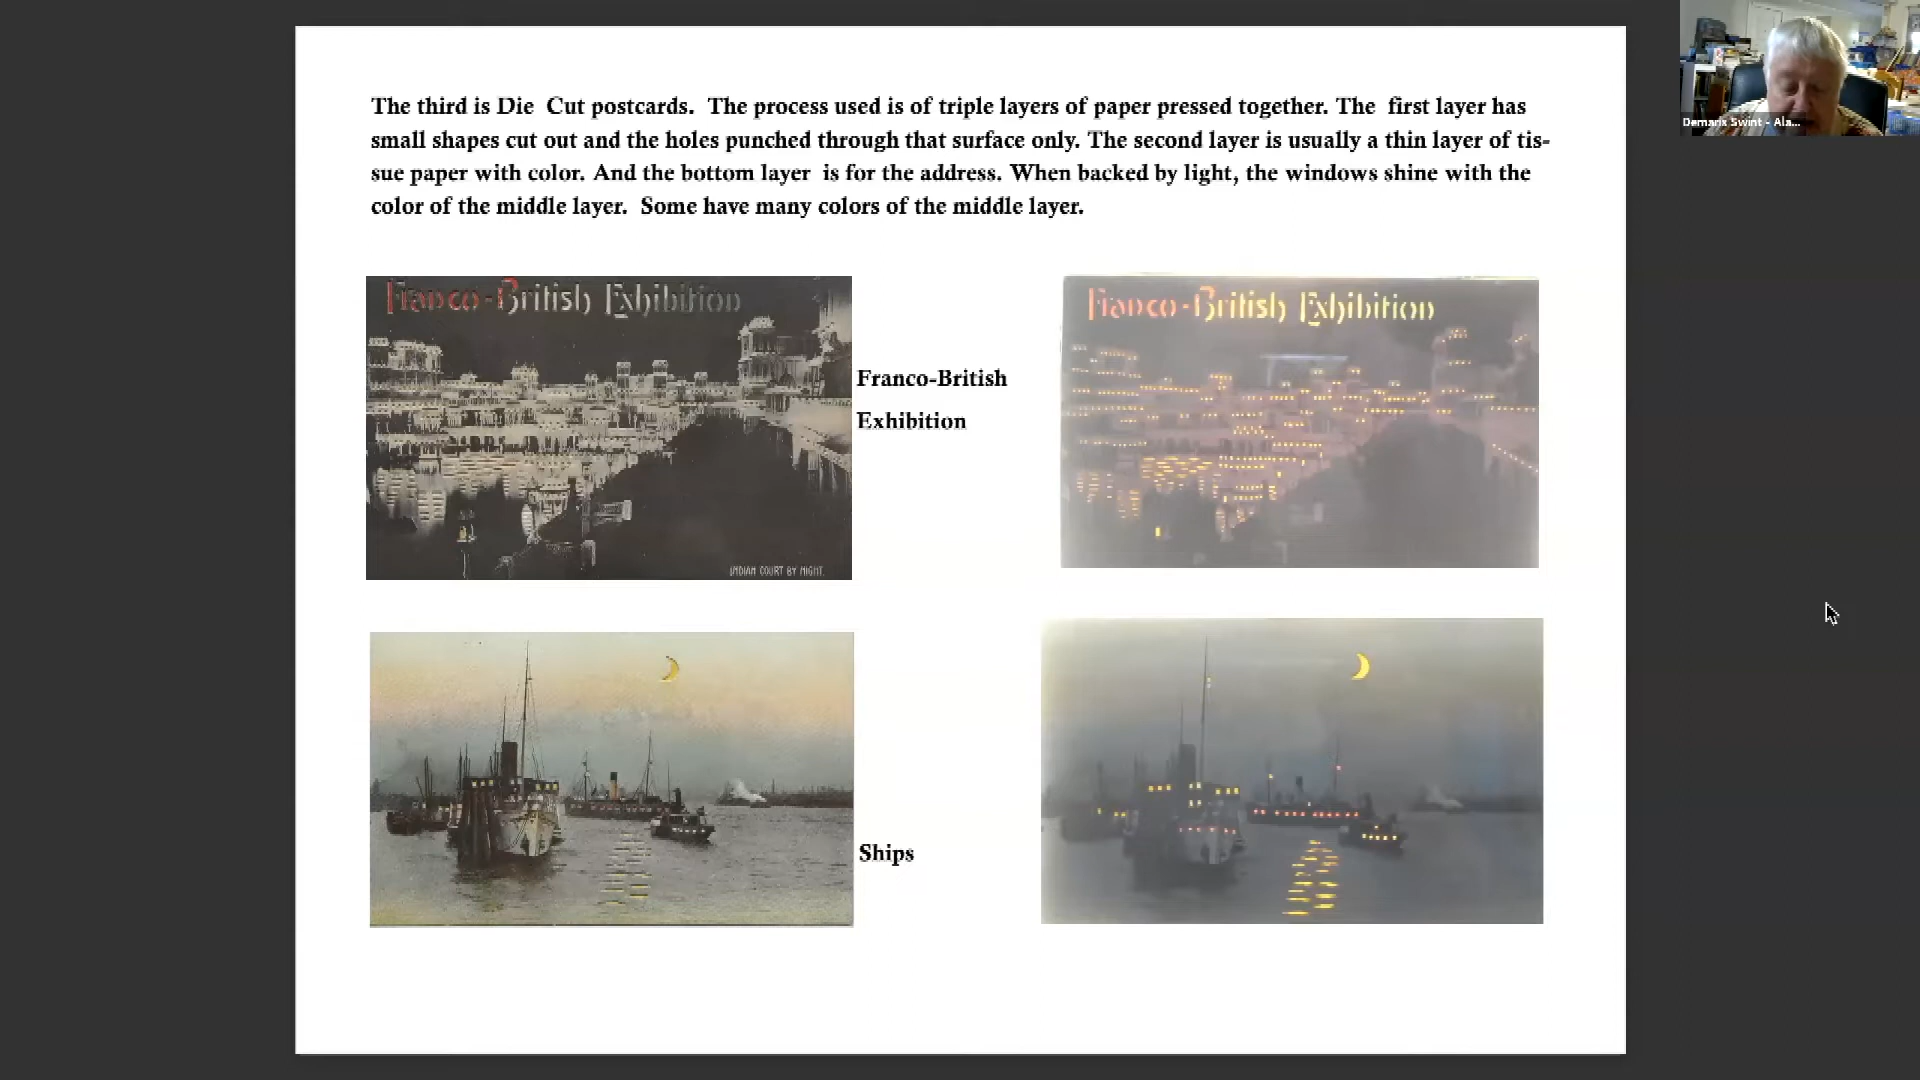 The third is Die Cut postcards. The process used is of triple layers of paper pressed together. The first layer has
small shapes cut out and the holes punched through that surface only. The second layer is usually a thin layer of tis-
sue paper with color. And the bottom layer is for the address. When backed by light, the windows shine with the
color of the middle layer. Some have many colors of the middle layer.
Franco-British Exhibition
INDIAN COURT BY NIGHT.
Franco-British
Exhibition
Franco-British Exhibition
Ships
Demaris Swint - Ala...